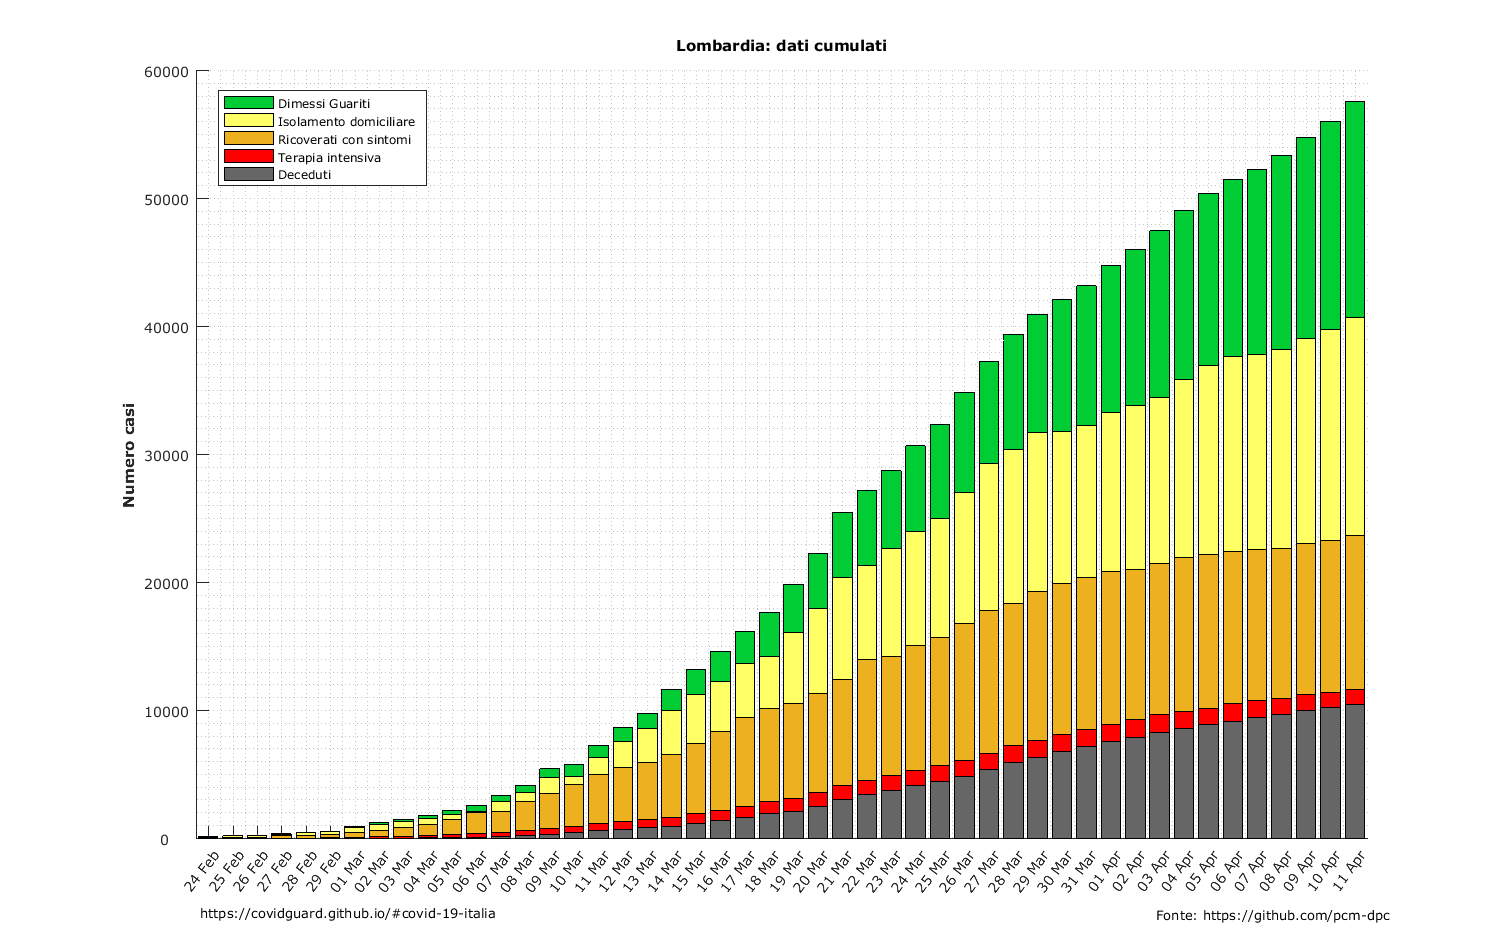 Lombardia: dati cumulati
60000
50000
40000
30000
20000
10000
0
Numero casi
Dimessi Guariti
Isolamento domiciliare
Ricoverati con sintomi
Terapia intensiva
Deceduti
24 Feb
25 Feb
26 Feb
27 Feb
28 Feb
29 Feb
01 Mar
02 Mar
03 Mar
04 Mar
05 Mar
06 Mar
07 Mar
08 Mar
09 Mar
10 Mar
11 Mar
12 Mar
13 Mar
14 Mar
15 Mar
16 Mar
17 Mar
18 Mar
19 Mar
20 Mar
21 Mar
22 Mar
23 Mar
24 Mar
25 Mar
26 Mar
27 Mar
28 Mar
29 Mar
30 Mar
31 Mar
01 Apr
02 Apr
03 Apr
04 Apr
05 Apr
06 Apr
07 Apr
08 Apr
09 Apr
10 Apr
11 Apr
https://covidguard.github.io/#covid-19-italia
Fonte: https://github.com/pcm-dpc